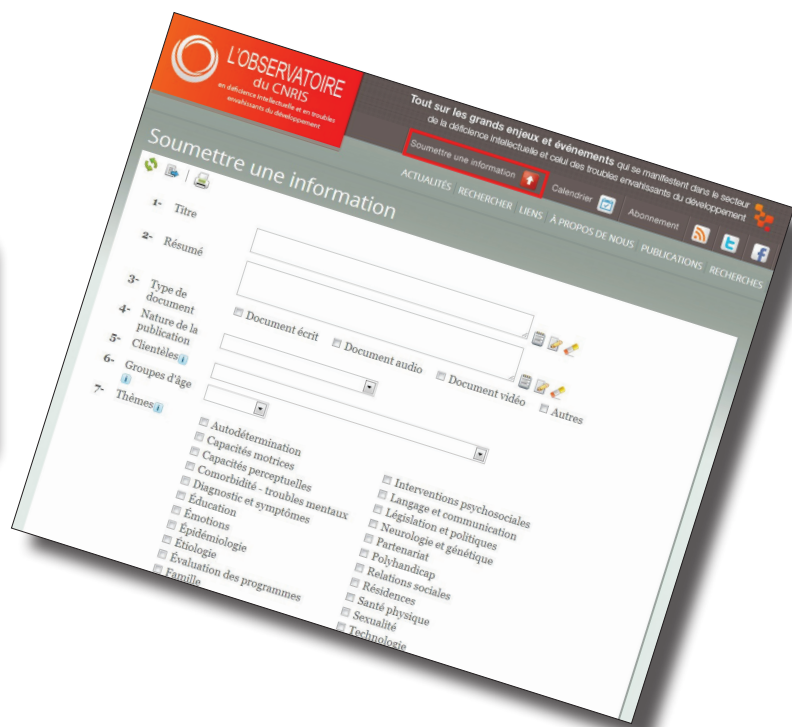 L'OBSERVATOIRE
du CNRIS
en déficience intellectuelle et en troubles
envahissants du développement
Tout sur les grands enjeux et événements qui se manifestent dans le secteur
de la déficience intellectuelle et celui des troubles envahissants du développement
Soumettre une information
Calendrier
Abonnement
ACTUALITÉS RECHERCHER LIENS À PROPOS DE NOUS PUBLICATIONS RECHERCHES
Soumettre une information
1- Titre
2- Résumé
3- Type de
document
Document écrit
Document audio
Document vidéo
Autres
4- Nature de la
publication
5- Clientèles
6- Groupes d'âge
7- Thèmes
Autodétermination
Capacités motrices
Capacités perceptuelles
Comorbidité - troubles mentaux
Diagnostic et symptômes
Éducation
Émotions
Épidémiologie
Étiologie
Évaluation des programmes
Famille
Interventions psychosociales
Langage et communication
Législation et politiques
Neurologie et génétique
Partenariat
Polyhandicap
Relations sociales
Résidences
Santé physique
Sexualité
Technologie